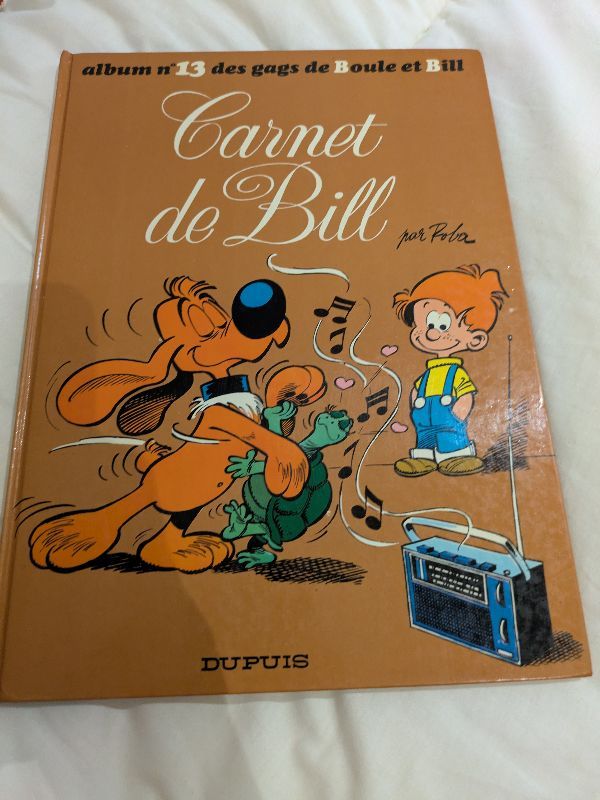 album n°13 des gags de Boule et Bill
Carnet
de Bill
par Roba
DUPUIS